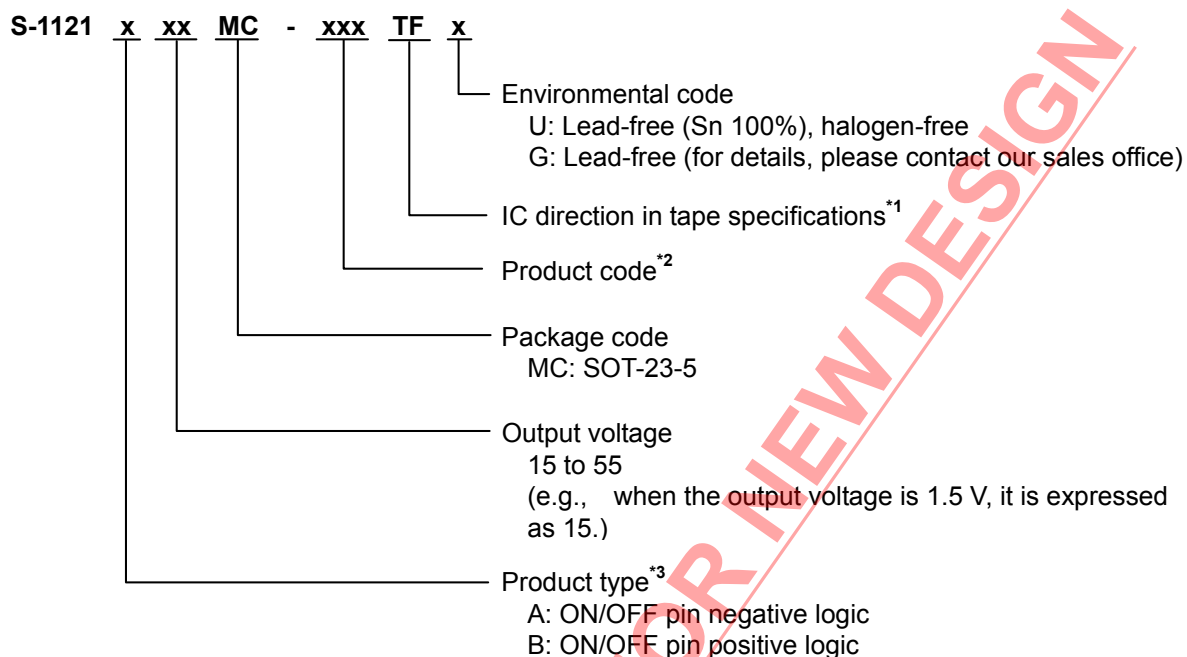 S-1121 x xx MC - xxx TF x
Environmental code
U: Lead-free (Sn 100%), halogen-free
G: Lead-free (for details, please contact our sales office)
IC direction in tape specifications*1
Product code*2
Package code
MC: SOT-23-5
Output voltage
15 to 55
(e.g., when the output voltage is 1.5 V, it is expressed
as 15.)
Product type*3
A: ON/OFF pin negative logic
B: ON/OFF pin positive logic
OR NEW DESIGN